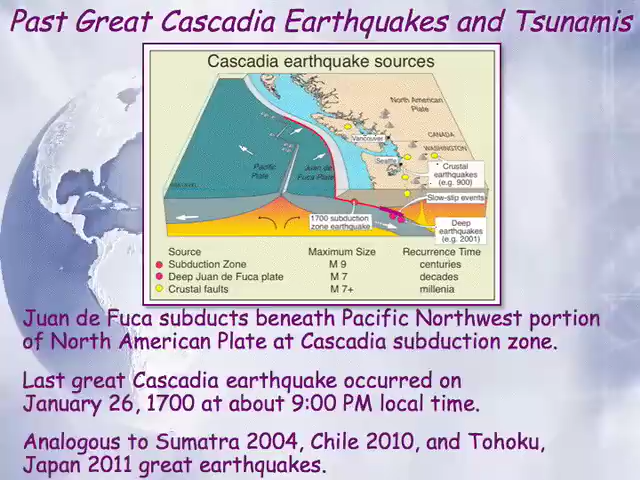 Past Great Cascadia Earthquakes and Tsunamis
Cascadia earthquake sources
North American
Plate
CANADA
Vancouver
WASHINGTON
Seattle
Pacific
Plate
Juan de
Fuca Plate
Crustal
earthquakes
(e.g. 900)
Slow-slip events
1700 subduction
zone earthquake
Deep
earthquakes
(e.g. 2001)
Source Maximum Size Recurrence Time
Subduction Zone M 9 centuries
Deep Juan de Fuca plate M 7 decades
Crustal faults M 7+ millenia
Juan de Fuca subducts beneath Pacific Northwest portion
of North American Plate at Cascadia subduction zone.
Last great Cascadia earthquake occurred on
January 26, 1700 at about 9:00 PM local time.
Analogous to Sumatra 2004, Chile 2010, and Tohoku,
Japan 2011 great earthquakes.